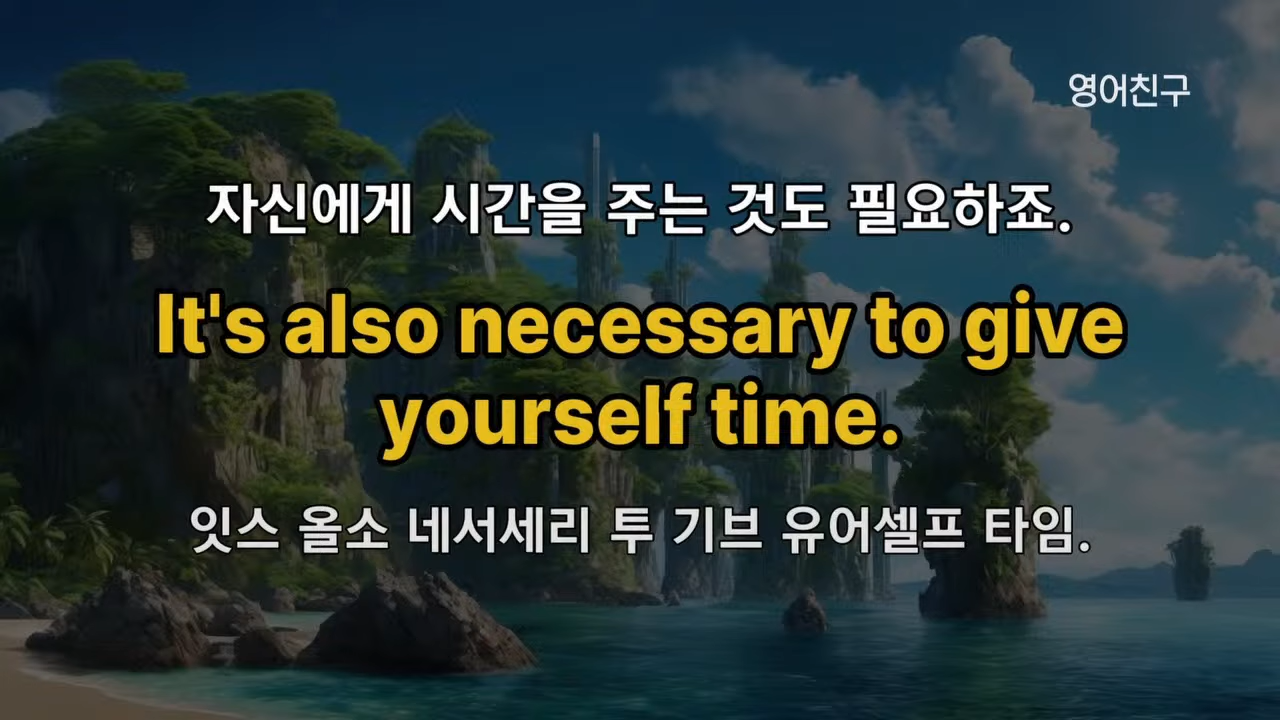 영어친구
자신에게 시간을 주는 것도 필요하죠.
It's also necessary to give
yourself time.
잇스 올소 네서세리 투 기브 유어셀프 타임.